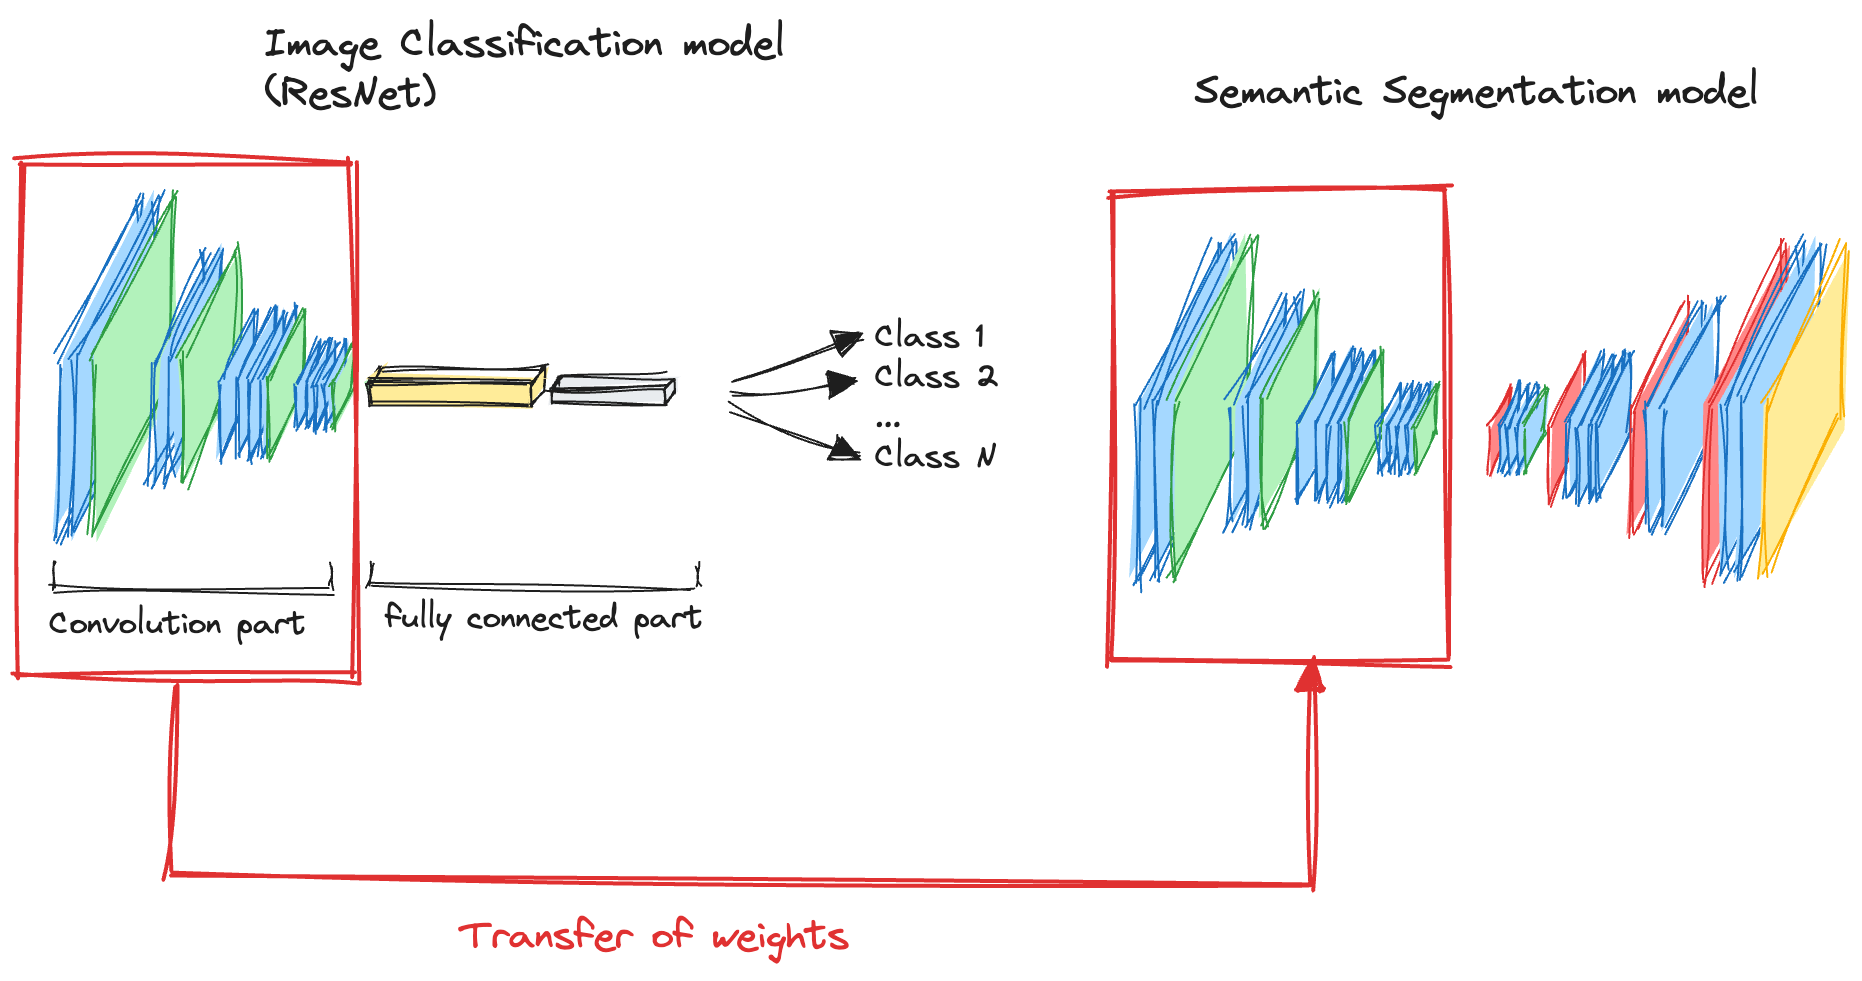 Image Classification model
(ResNet)
Semantic Segmentation model
Class 1
Class 2
...
Class N
Convolution part
fully connected part
Transfer of weights